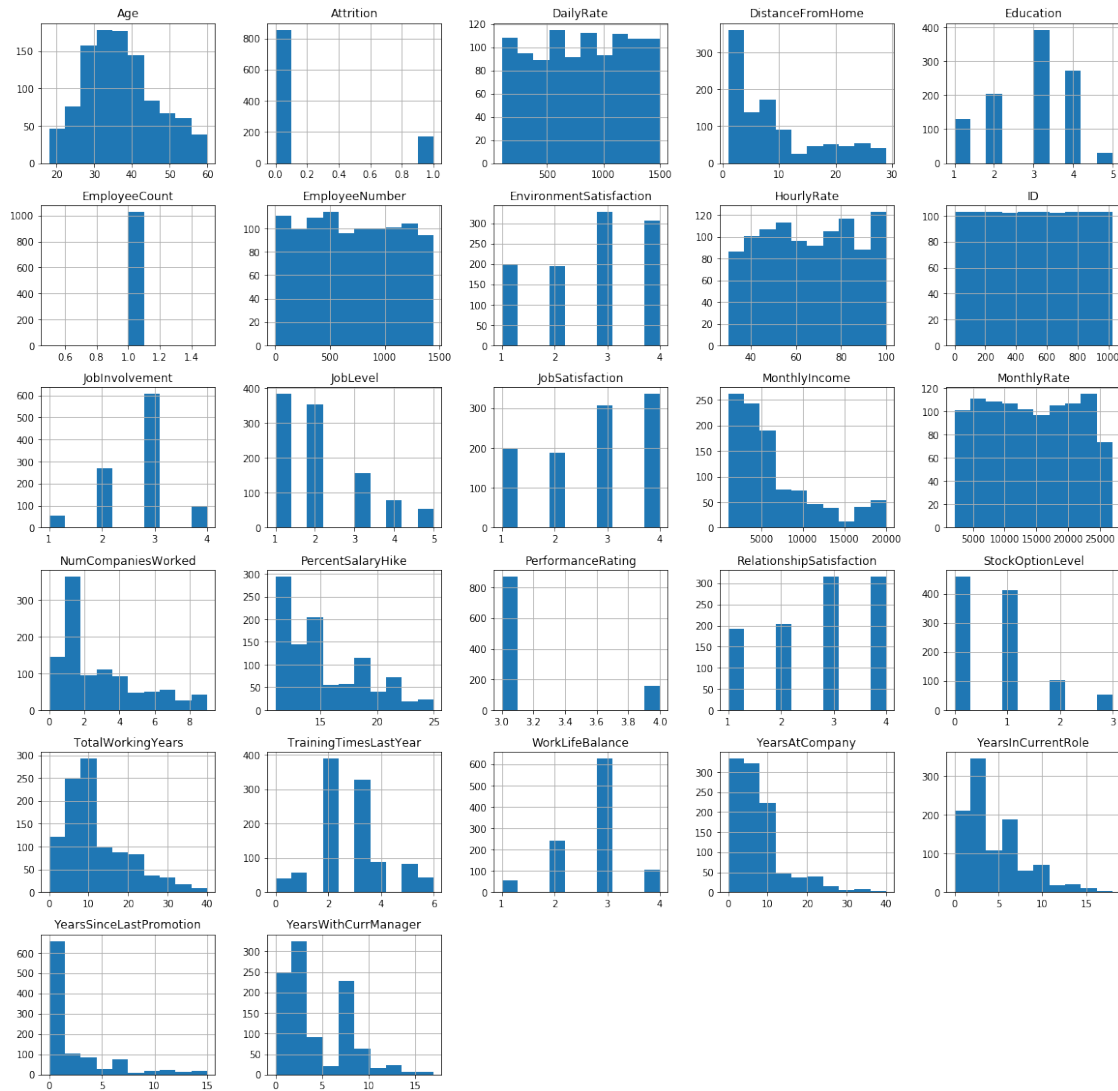 Age Attrition DailyRate DistanceFromHome Education
150 100 50 0 20 30 40 50 60
800 600 400 200 0 0.0 0.2 0.4 0.6 0.8 1.0
120 100 80 60 40 20 0 500 1000 1500
300 200 100 0 0 10 20 30
400 300 200 100 0 1 2 3 4 5
EmployeeCount EmployeeNumber EnvironmentSatisfaction HourlyRate ID
1000 800 600 400 200 0 0.6 0.8 1.0 1.2 1.4
100 80 60 40 20 0 0 500 1000 1500
300 250 200 150 100 50 0 1 2 3 4
120 100 80 60 40 20 0 40 60 80 100
100 80 60 40 20 0 0 200 400 600 800 1000
JobInvolvement JobLevel JobSatisfaction MonthlyIncome MonthlyRate
600 500 400 300 200 100 0 1 2 3 4
400 300 200 100 0 1 2 3 4 5
300 200 100 0 1 2 3 4
250 200 150 100 50 0 5000 10000 15000 20000
120 100 80 60 40 20 0 5000 10000 15000 20000 25000
NumCompaniesWorked PercentSalaryHike PerformanceRating RelationshipSatisfaction StockOptionLevel
300 200 100 0 0 2 4 6 8
300 250 200 150 100 50 0 15 20 25
800 600 400 200 0 3.0 3.2 3.4 3.6 3.8 4.0
300 250 200 150 100 50 0 1 2 3 4
400 300 200 100 0 0 1 2 3
TotalWorkingYears TrainingTimesLastYear WorkLifeBalance YearsAtCompany YearsInCurrentRole
300 250 200 150 100 50 0 0 10 20 30 40
400 300 200 100 0 0 2 4 6
600 500 400 300 200 100 0 1 2 3 4
300 250 200 150 100 50 0 0 10 20 30 40
300 200 100 0 0 5 10 15
YearsSinceLastPromotion YearsWithCurrManager
600 500 400 300 200 100 0 0 5 10 15
300 250 200 150 100 50 0 0 5 10 15